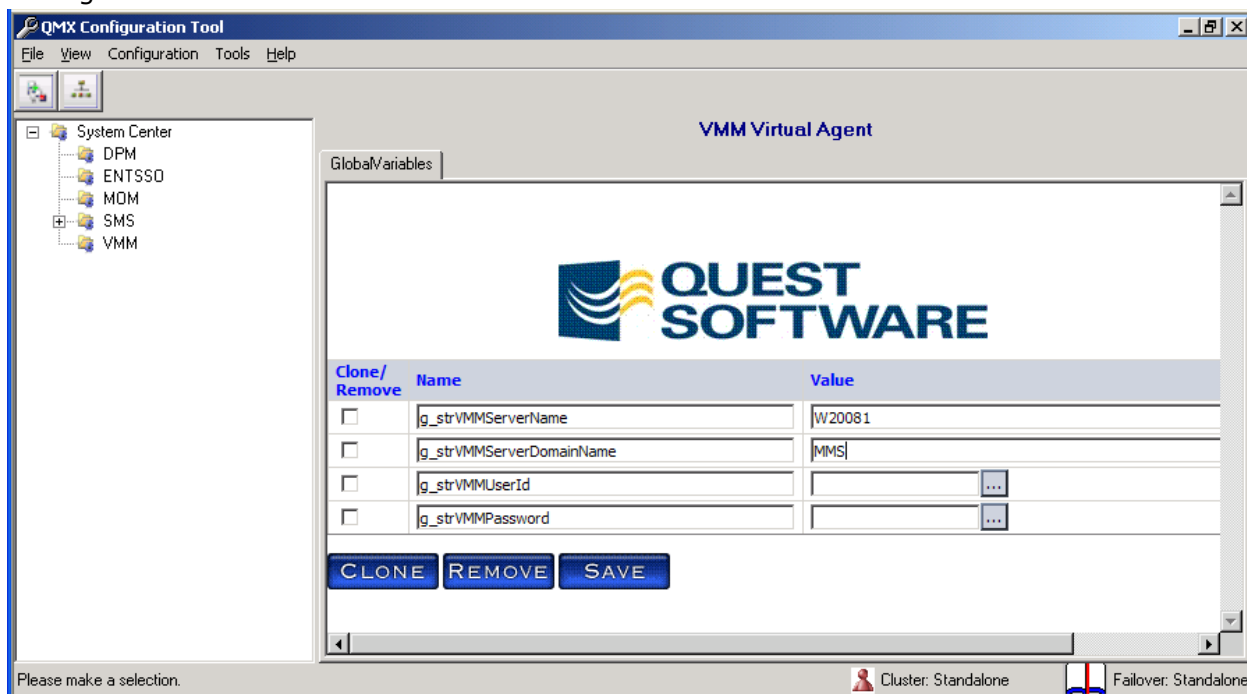 QMX Configuration Tool
File View Configuration Tools Help
System Center
DPM
ENTSSO
MOM
SMS
VMM
VMM Virtual Agent
GlobalVariables
QUEST
SOFTWARE
Clone/
Remove
Name
Value
g_strVMMServerName
W20081
g_strVMMServerDomainName
MMS
g_strVMMUserId
...
g_strVMMPassword
...
CLONE REMOVE SAVE
Please make a selection.
Cluster: Standalone
Failover: Standalone